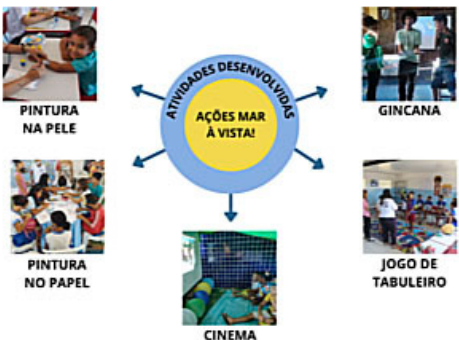 ATIVIDADES DESENVOLVIDAS
AÇÕES MAR
À VISTA!
PINTURA
NA PELE
GINCANA
PINTURA
NO PAPEL
JOGO DE
TABULEIRO
CINEMA